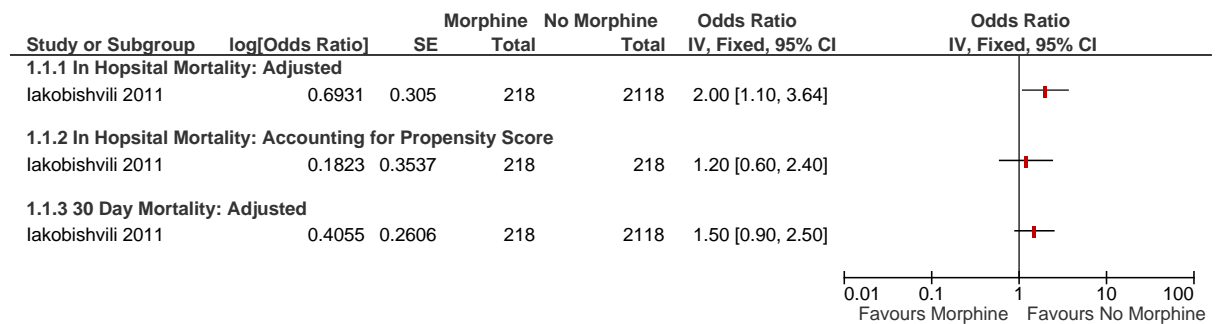 Morphine No Morphine Odds Ratio Odds Ratio
Study or Subgroup log[Odds Ratio] SE Total Total IV, Fixed, 95% CI IV, Fixed, 95% CI
1.1.1 In Hopsital Mortality: Adjusted
Iakobishvili 2011 0.6931 0.305 218 2118 2.00 [1.10, 3.64]
1.1.2 In Hopsital Mortality: Accounting for Propensity Score
Iakobishvili 2011 0.1823 0.3537 218 218 1.20 [0.60, 2.40]
1.1.3 30 Day Mortality: Adjusted
Iakobishvili 2011 0.4055 0.2606 218 2118 1.50 [0.90, 2.50]
0.01 0.1 1 10 100
Favours Morphine Favours No Morphine